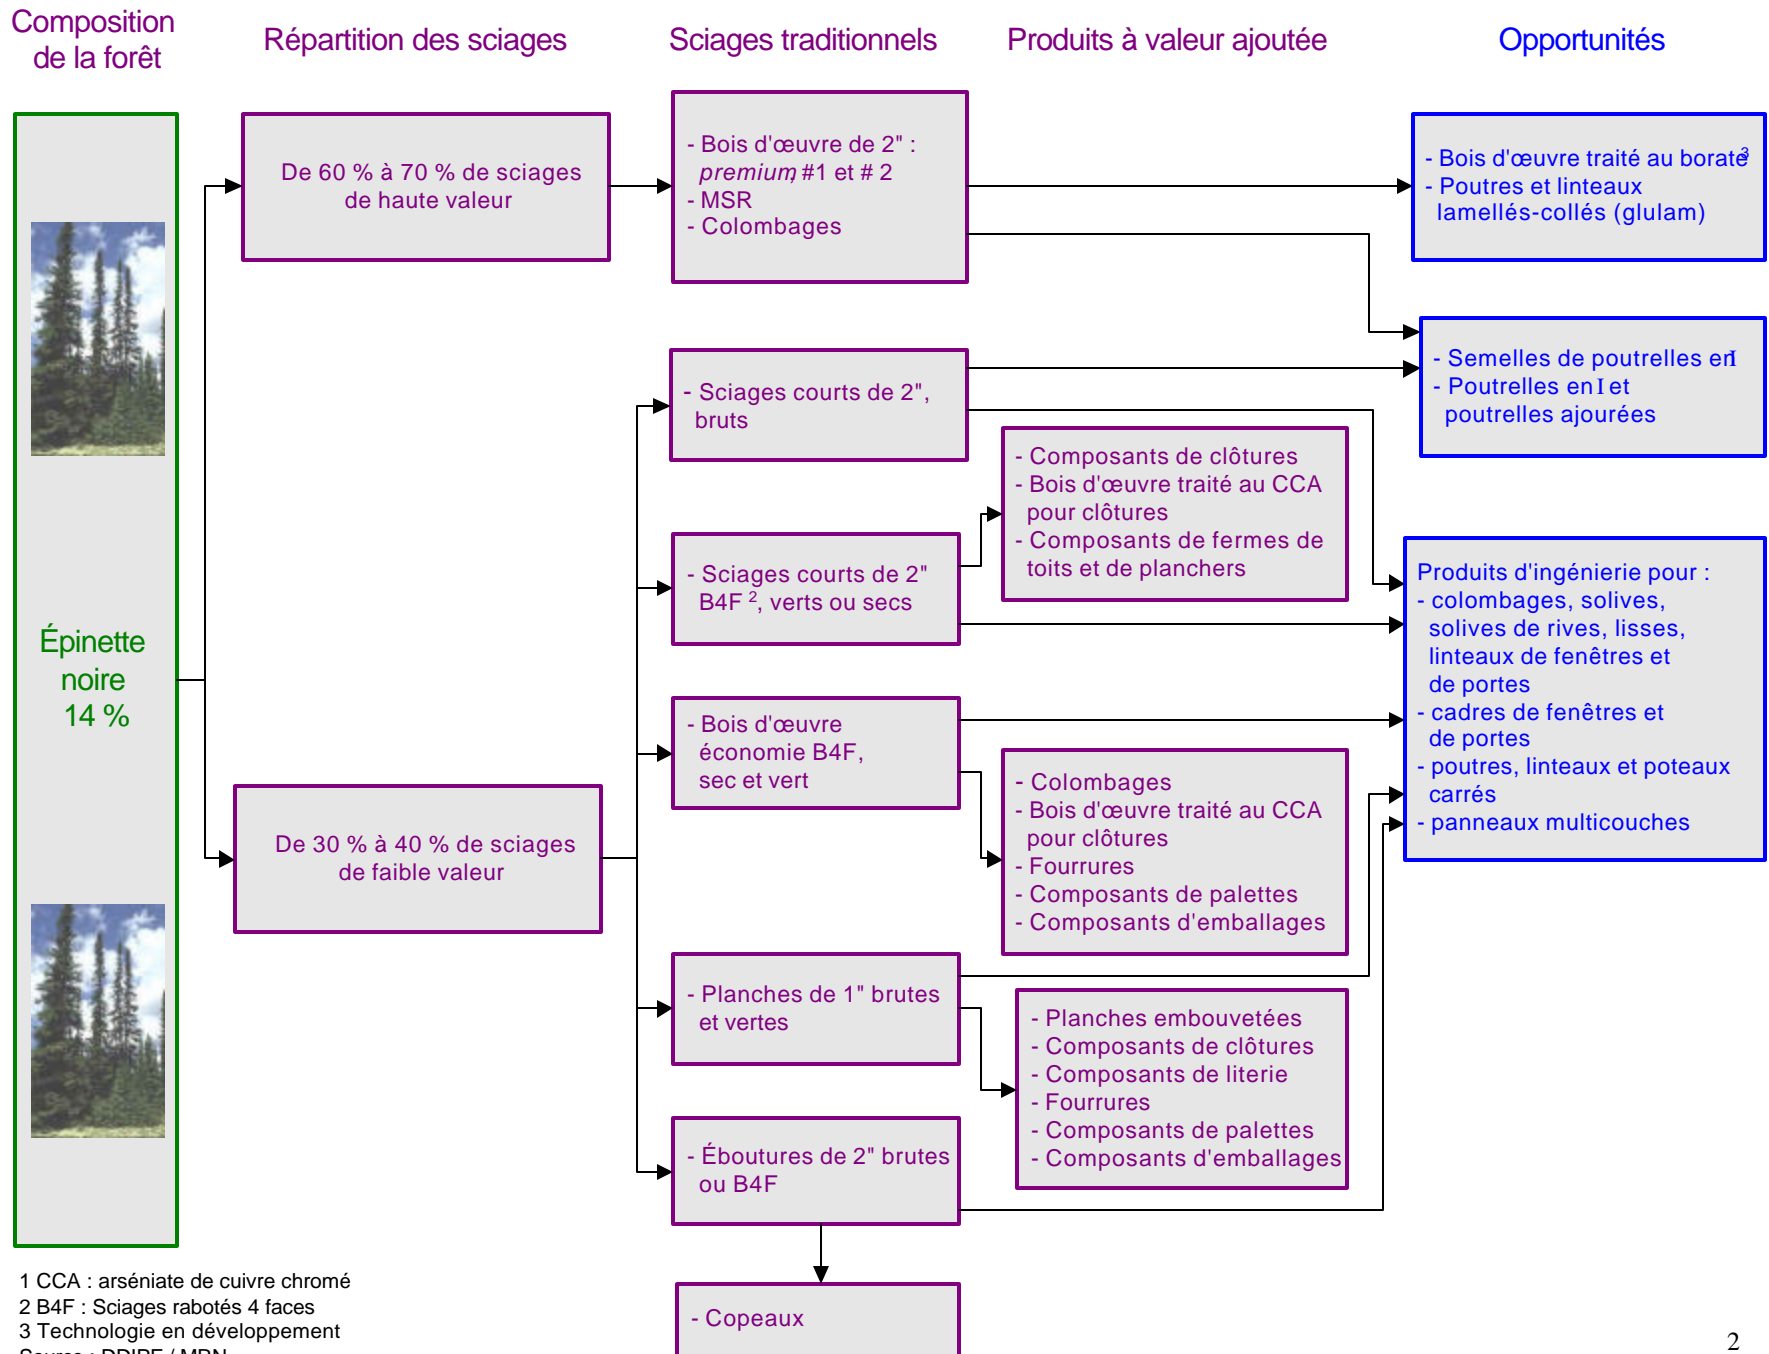 Composition
de la forêt
Répartition des sciages
Sciages traditionnels
Produits à valeur ajoutée
Opportunités
Épinette
noire
14 %
De 60 % à 70 % de sciages
de haute valeur
De 30 % à 40 % de sciages
de faible valeur
- Bois d'œuvre de 2" :
premium, #1 et # 2
- MSR
- Colombages
- Sciages courts de 2",
bruts
- Sciages courts de 2"
B4F 2, verts ou secs
- Bois d'œuvre
économie B4F,
sec et vert
- Planches de 1" brutes
et vertes
- Éboutures de 2" brutes
ou B4F
- Copeaux
- Composants de clôtures
- Bois d'œuvre traité au CCA
pour clôtures
- Composants de fermes de
toits et de planchers
- Colombages
- Bois d'œuvre traité au CCA
pour clôtures
- Fourrures
- Composants de palettes
- Composants d'emballages
- Planches embouvetées
- Composants de clôtures
- Composants de literie
- Fourrures
- Composants de palettes
- Composants d'emballages
- Bois d'œuvre traité au borate3
- Poutres et linteaux
lamellés-collés (glulam)
- Semelles de poutrelles en I
- Poutrelles en I et
poutrelles ajourées
Produits d'ingénierie pour :
- colombages, solives,
solives de rives, lisses,
linteaux de fenêtres et
de portes
- cadres de fenêtres et
de portes
- poutres, linteaux et poteaux
carrés
- panneaux multicouches
1 CCA : arséniate de cuivre chromé
2 B4F : Sciages rabotés 4 faces
3 Technologie en développement
Source : DDIPF / MRN
2